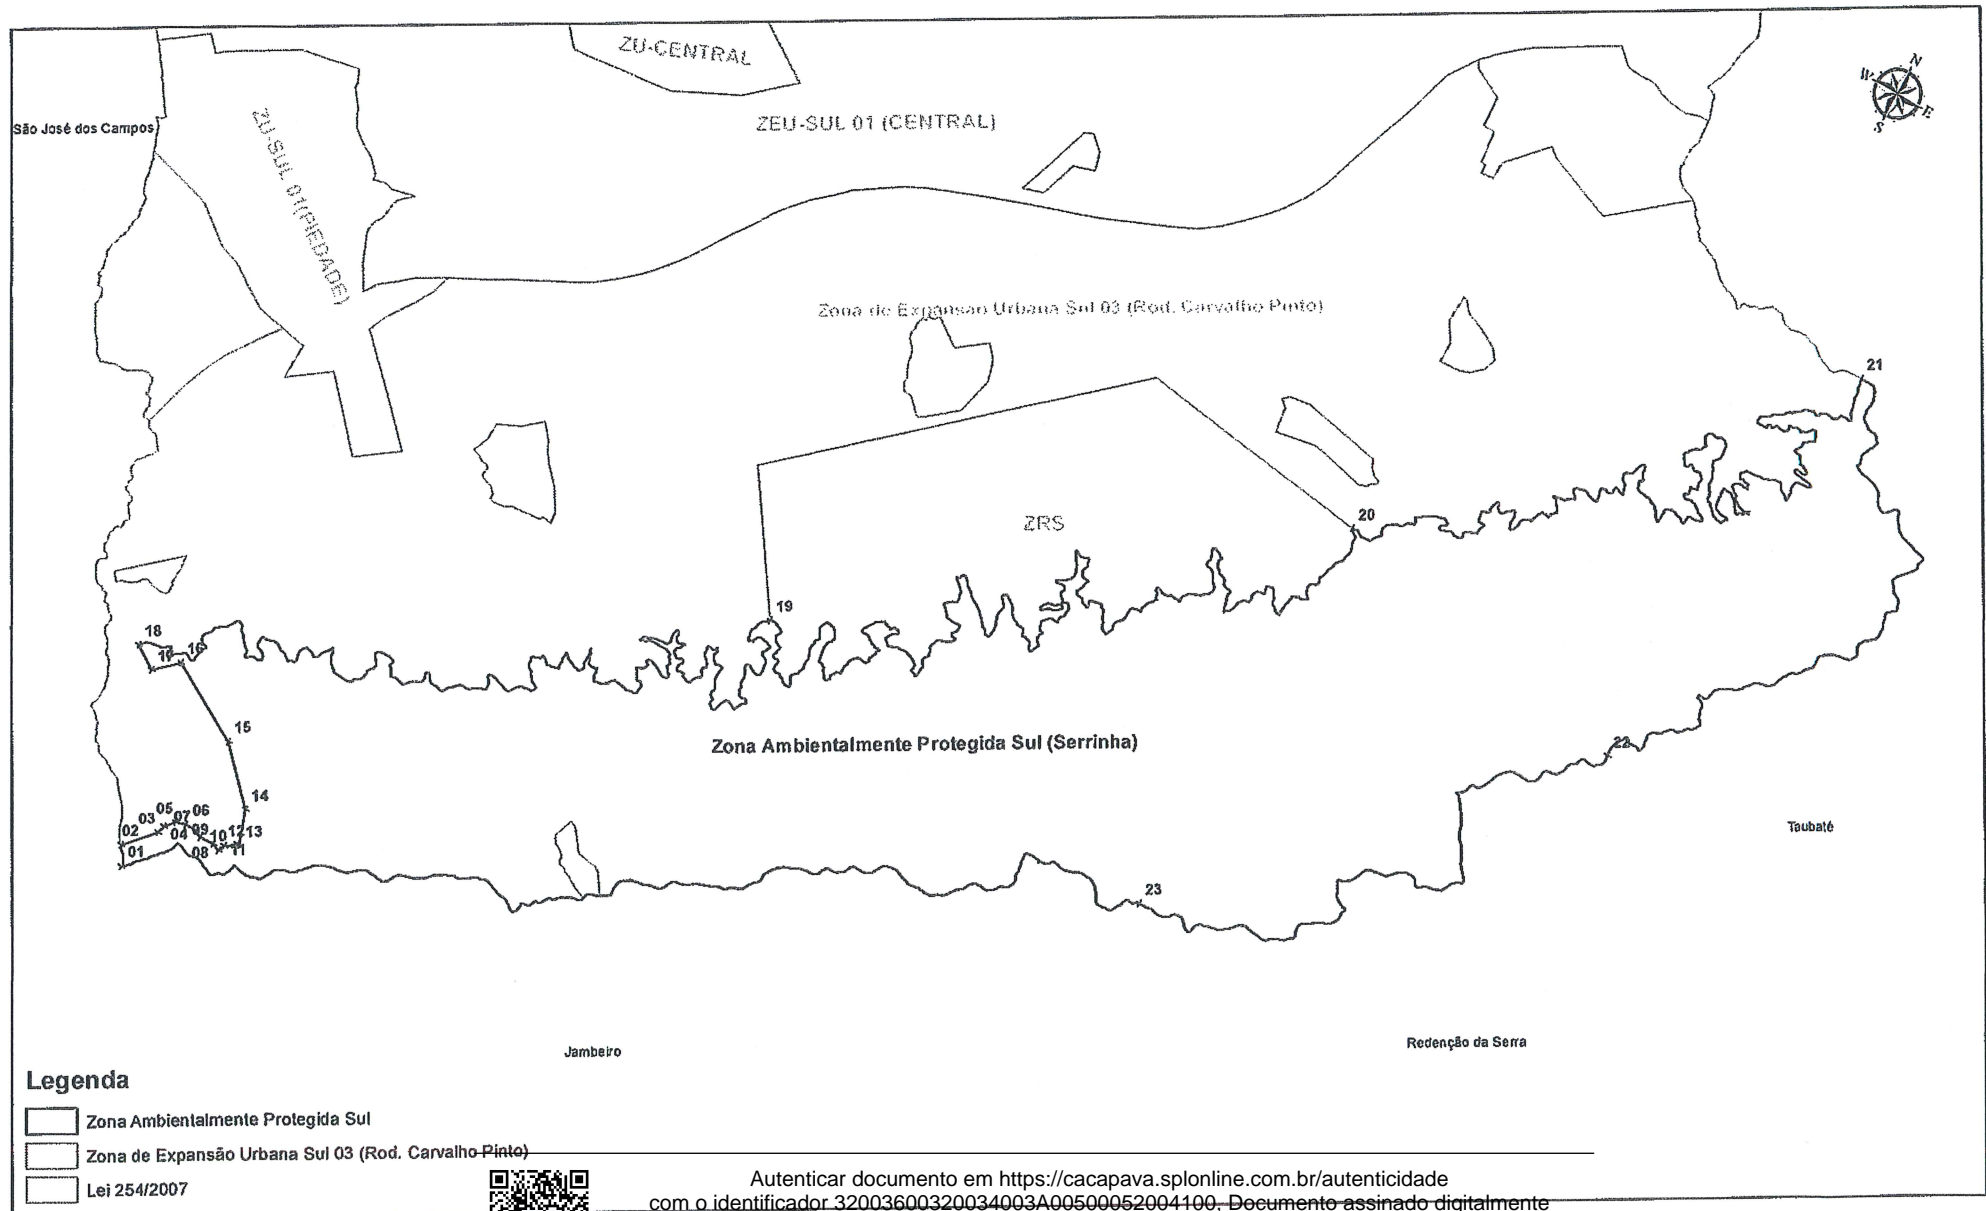 ZU-CENTRAL
N
W
E
S
São José dos Campos
ZEU-SUL 01 (CENTRAL)
ZU-SUL 01(PIEDADE)
Zona de Expansão Urbana Sul 03 (Rod. Carvalho Pinto)
21
20
ZRS
19
18
16
15
Zona Ambientalmente Protegida Sul (Serrinha)
22
14
05
06
03
07
02
04
09
10
12
13
01
08
11
Taubaté
23
Redenção da Serra
Jambeiro
Legenda
Zona Ambientalmente Protegida Sul
Zona de Expansão Urbana Sul 03 (Rod. Carvalho Pinto)
Lei 254/2007
Autenticar documento em https://cacapava.splonline.com.br/autenticidade
com o identificador 32003600320034003A00500052004100, Documento assinado digitalmente